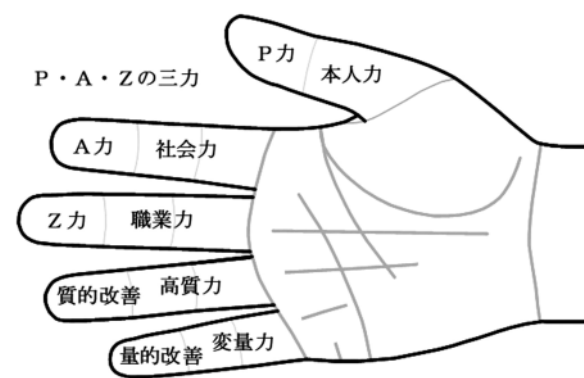 P力
本人力
P・A・Zの三力
A力
社会力
Z力
職業力
質的改善
高質力
量的改善
変量力